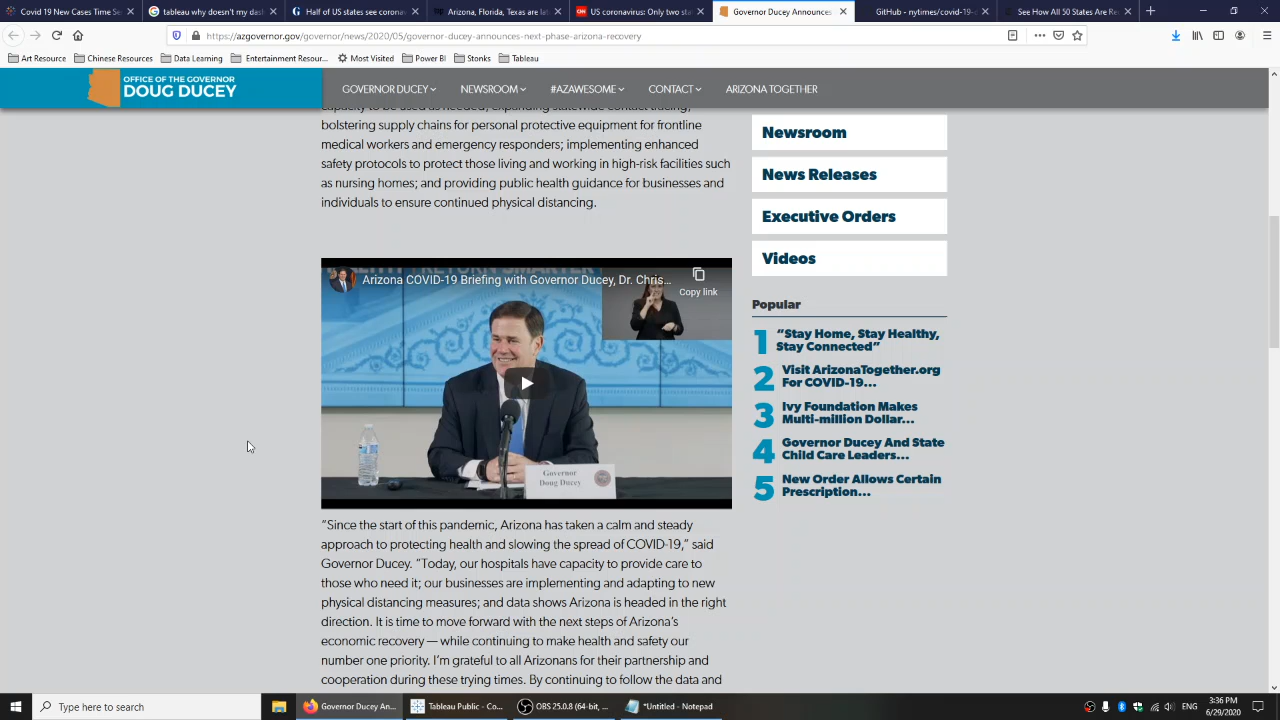 Covid 19 New Cases Time Se
tableau why doesn't my das
Half of US states see corona
Arizona, Florida, Texas are lat
US coronavirus: Only two sta
Governor Ducey Announces
GitHub - nytimes/covid-19-
See How All 50 States Are Re
https://azgovernor.gov/governor/news/2020/05/governor-ducey-announces-next-phase-arizona-recovery
Art Resource
Chinese Resources
Data Learning
Entertainment Resour...
Most Visited
Power BI
Stonks
Tableau
OFFICE OF THE GOVERNOR
DOUG DUCEY
GOVERNOR DUCEY
NEWSROOM
#AZAWESOME
CONTACT
ARIZONA TOGETHER
capacity to be used as needed; expanding statewide contact tracing;
bolstering supply chains for personal protective equipment for frontline
medical workers and emergency responders; implementing enhanced
safety protocols to protect those living and working in high-risk facilities such
as nursing homes; and providing public health guidance for businesses and
individuals to ensure continued physical distancing.
RETURN SMARTER
Arizona COVID-19 Briefing with Governor Ducey, Dr. Chris...
Copy link
Governor
Doug Ducey
"Since the start of this pandemic, Arizona has taken a calm and steady
approach to protecting health and slowing the spread of COVID-19," said
Governor Ducey. "Today, our hospitals have capacity to provide care to
those who need it; our businesses are implementing and adapting to new
physical distancing measures; and data shows Arizona is headed in the right
direction. It is time to move forward with the next steps of Arizona's
economic recovery — while continuing to make health and safety our
number one priority. I'm grateful to all Arizonans for their partnership and
cooperation during these trying times. By continuing to follow the data and
Newsroom
News Releases
Executive Orders
Videos
Popular
1 "Stay Home, Stay Healthy,
Stay Connected"
2 Visit ArizonaTogether.org
For COVID-19...
3 Ivy Foundation Makes
Multi-million Dollar...
4 Governor Ducey And State
Child Care Leaders...
5 New Order Allows Certain
Prescription...
Type here to search
Governor Ducey An...
Tableau Public - Co...
OBS 25.0.8 (64-bit, ...
*Untitled - Notepad
ENG
3:36 PM
6/29/2020